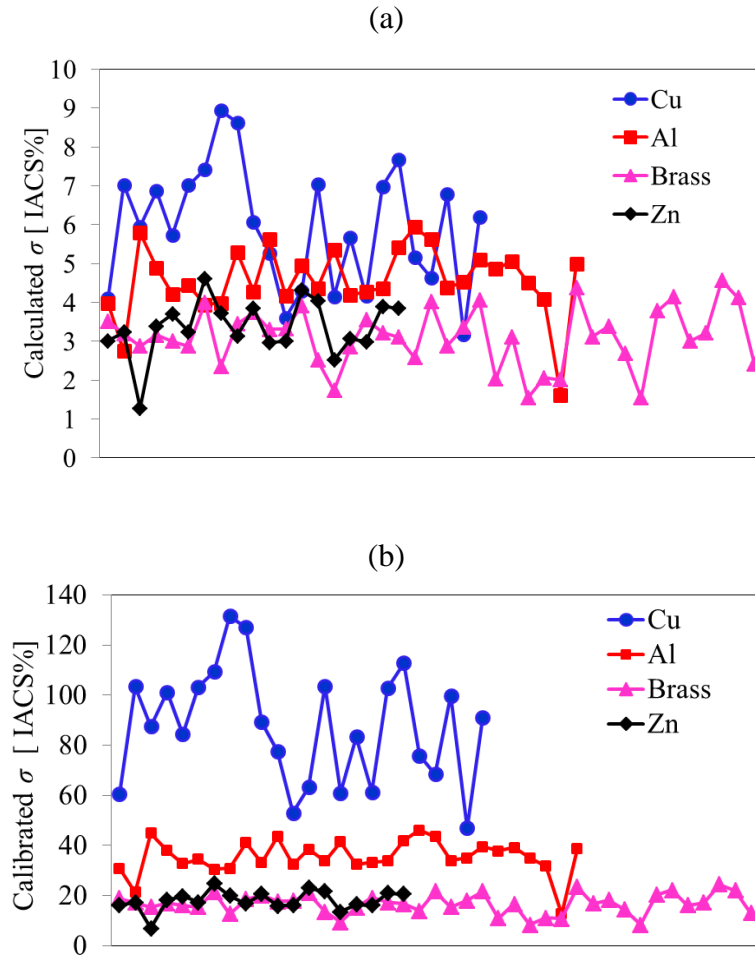 (a)
10
9
8
7
6
5
4
3
2
1
0
Calculated σ [ IACS%]
Cu
Al
Brass
Zn
(b)
140
120
100
80
60
40
20
0
Calibrated σ [ IACS%]
Cu
Al
Brass
Zn